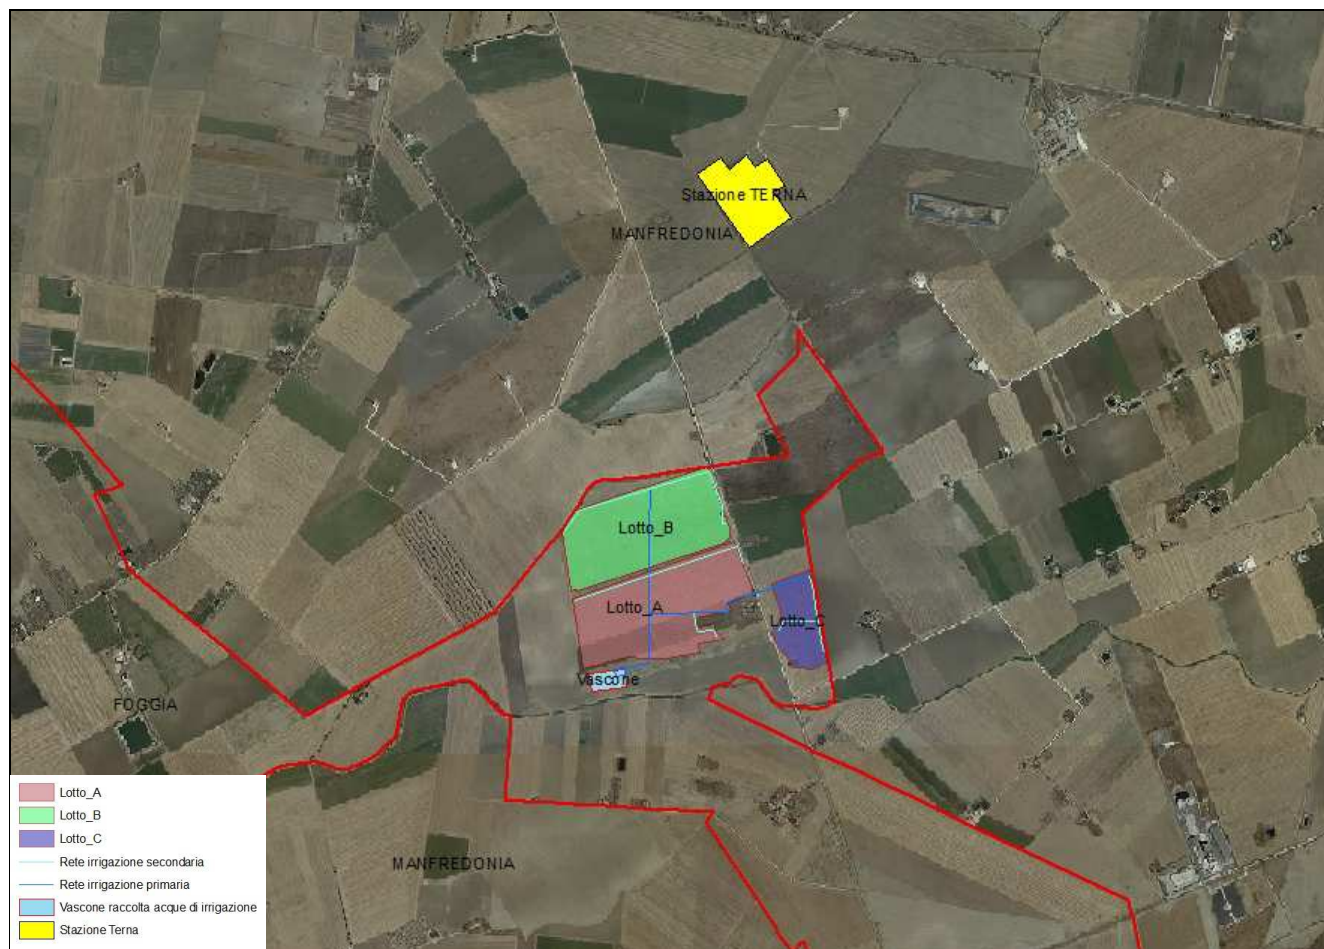 Stazione TERNA
MANFREDONIA
Lotto_B
Lotto_A
Lotto_C
Vascone
FOGGIA
MANFREDONIA
Lotto_A
Lotto_B
Lotto_C
Rete irrigazione secondaria
Rete irrigazione primaria
Vascone raccolta acque di irrigazione
Stazione Terna